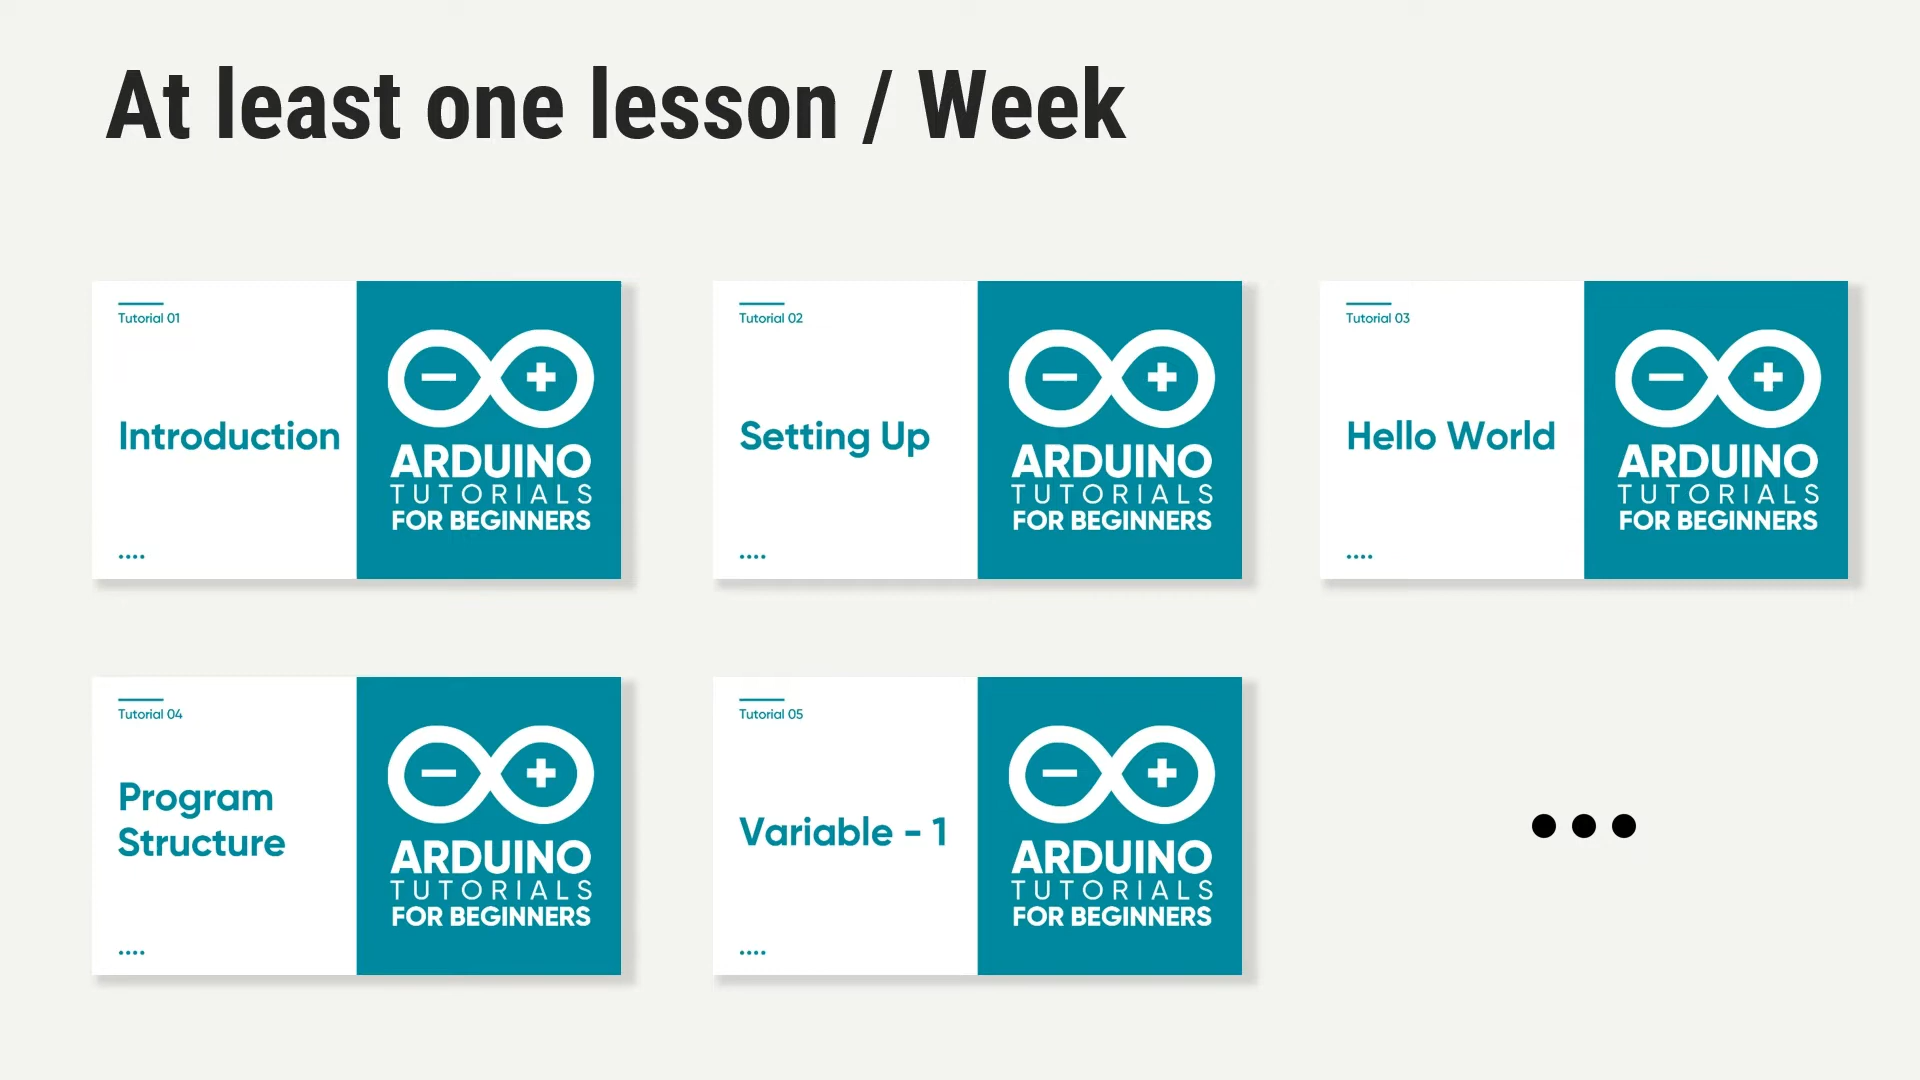 At least one lesson / Week
Tutorial 01
Introduction
ARDUINO
TUTORIALS
FOR BEGINNERS
Tutorial 02
Setting Up
ARDUINO
TUTORIALS
FOR BEGINNERS
Tutorial 03
Hello World
ARDUINO
TUTORIALS
FOR BEGINNERS
Tutorial 04
Program
Structure
ARDUINO
TUTORIALS
FOR BEGINNERS
Tutorial 05
Variable - 1
ARDUINO
TUTORIALS
FOR BEGINNERS
...